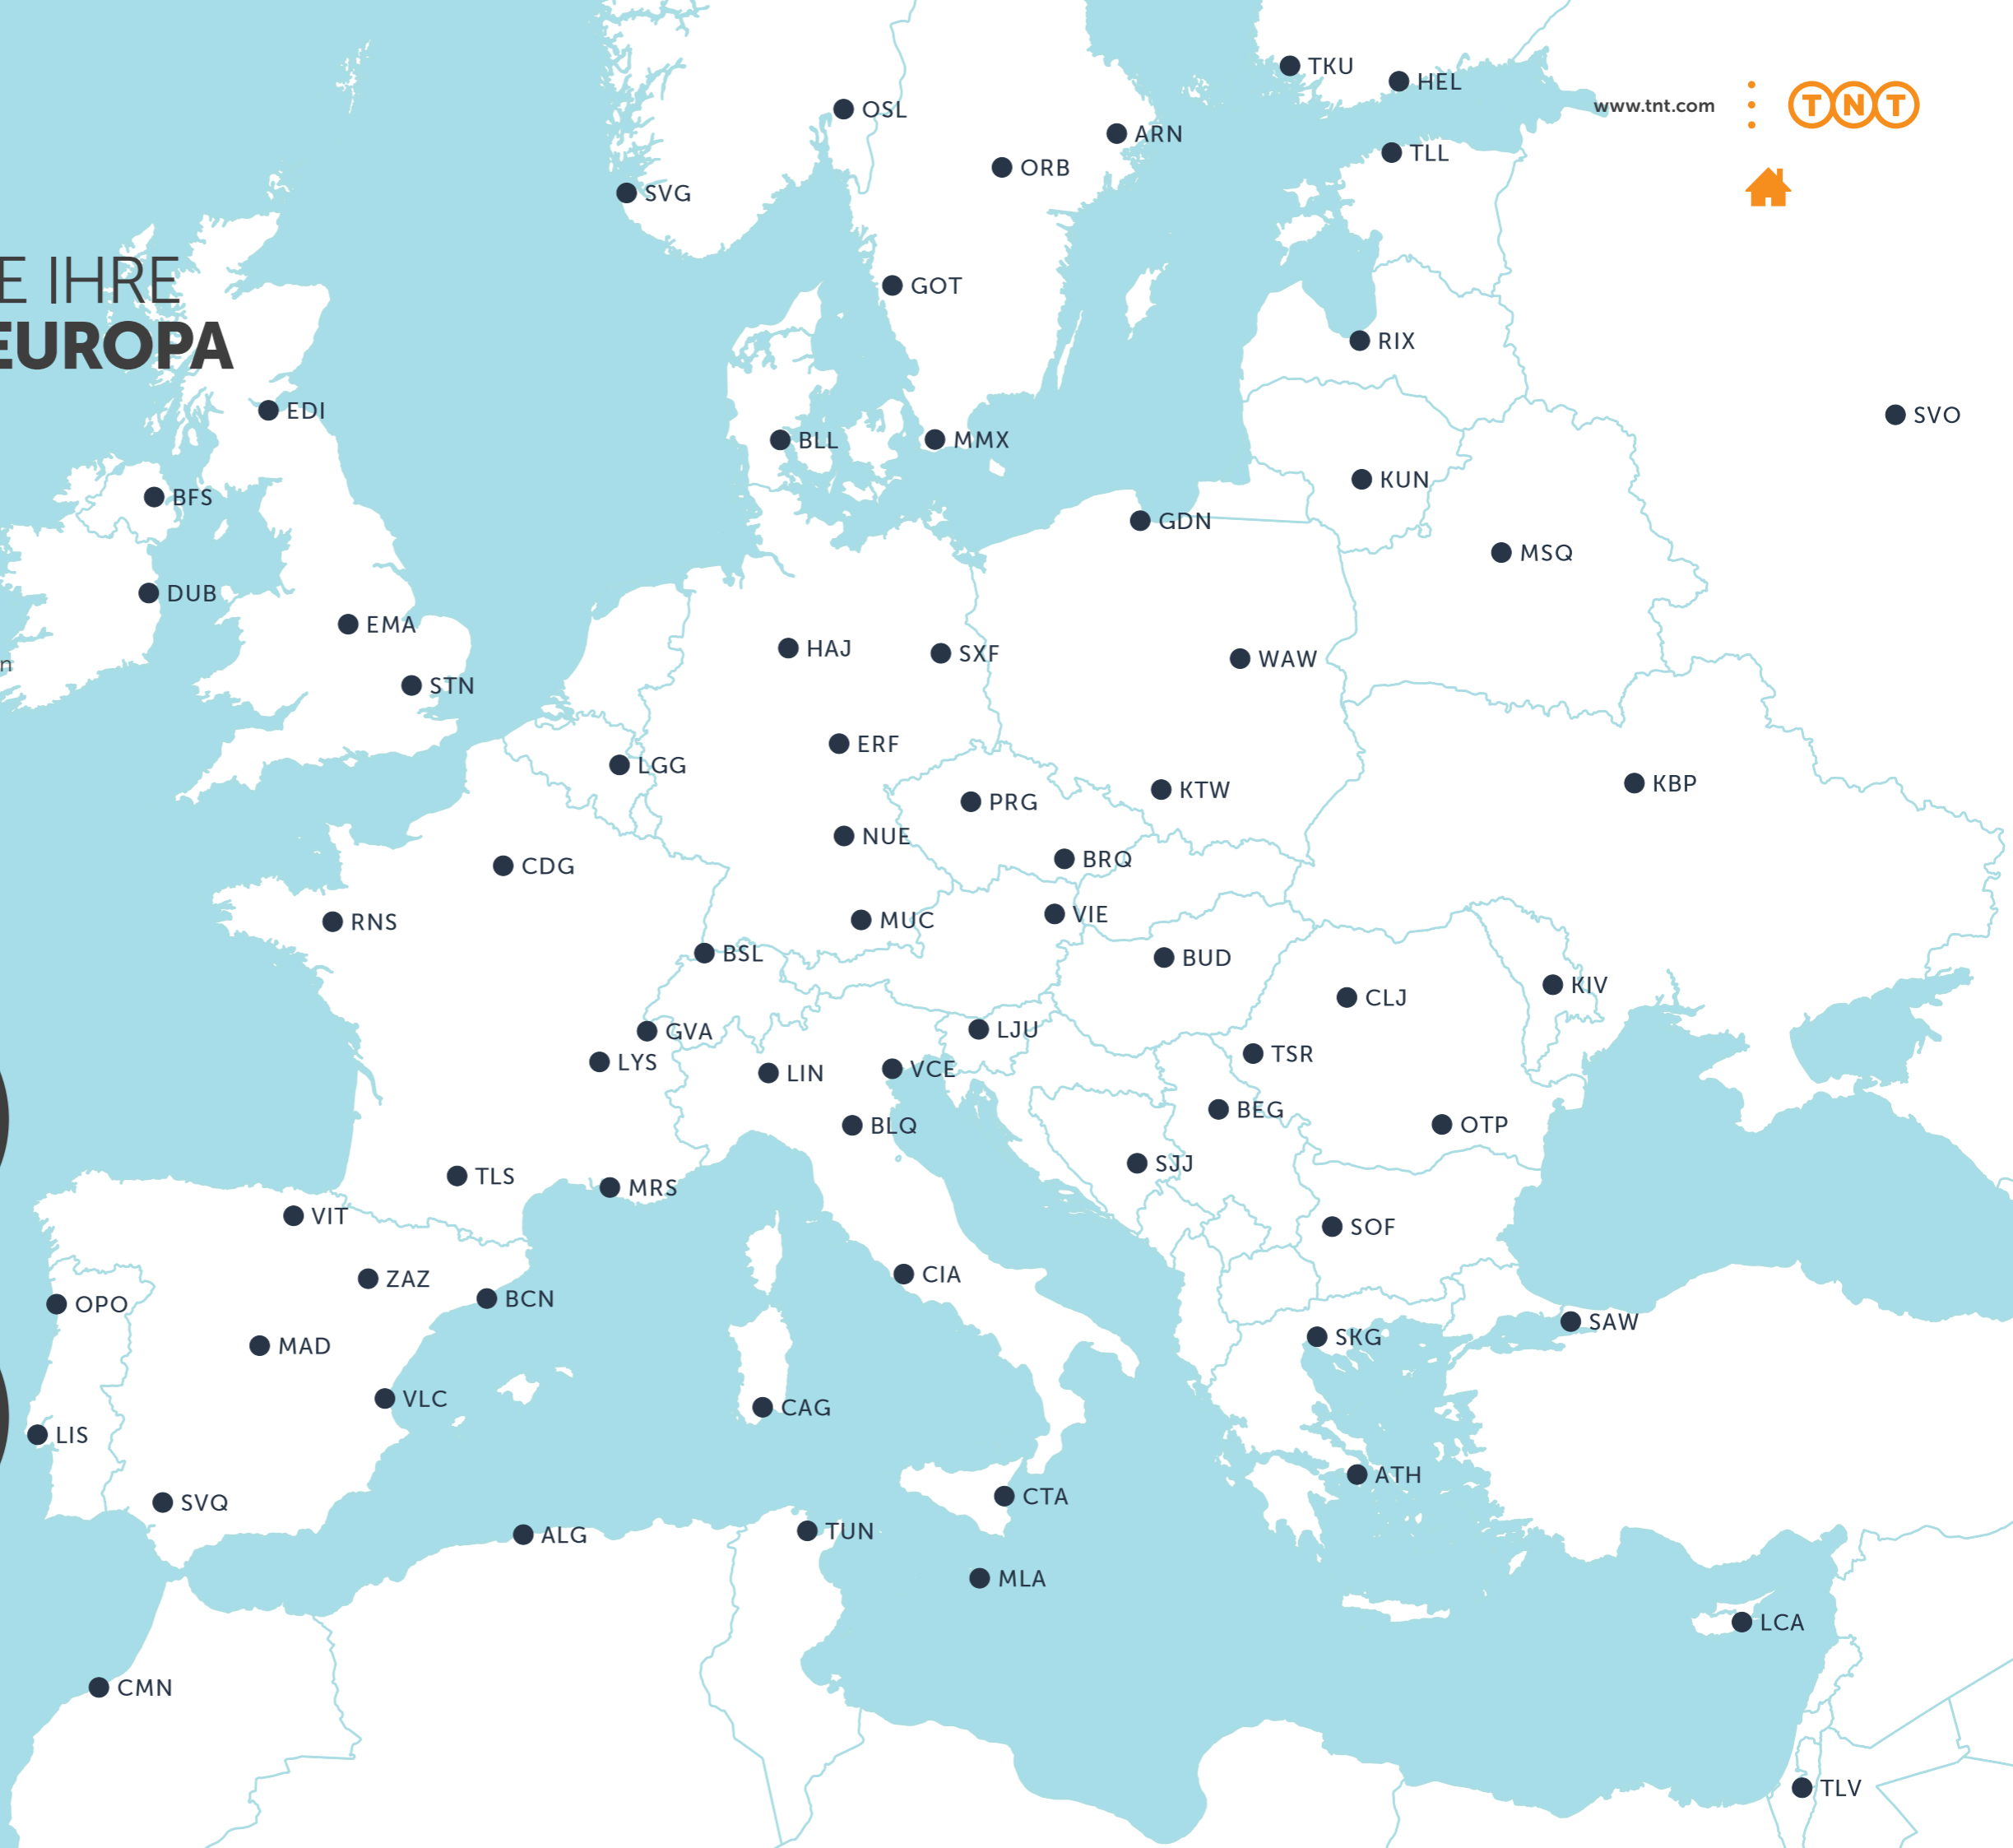 TKU
HEL
www.tnt.com
TNT
OSL
ARN
TLL
ORB
SVG
E IHRE
GOT
EUROPA
RIX
EDI
SVO
BLL
MMX
KUN
BFS
GDN
MSQ
DUB
EMA
HAJ
SXF
WAW
n
STN
ERF
LGG
KBP
KTW
PRG
NUE
BRQ
CDG
VIE
MUC
RNS
BSL
BUD
KIV
CLJ
LJU
GVA
TSR
LYS
VCE
LIN
BEG
OTP
BLQ
SJJ
TLS
MRS
VIT
SOF
CIA
ZAZ
BCN
OPO
SAW
SKG
MAD
VLC
CAG
LIS
ATH
CTA
SVQ
TUN
ALG
MLA
LCA
CMN
TLV